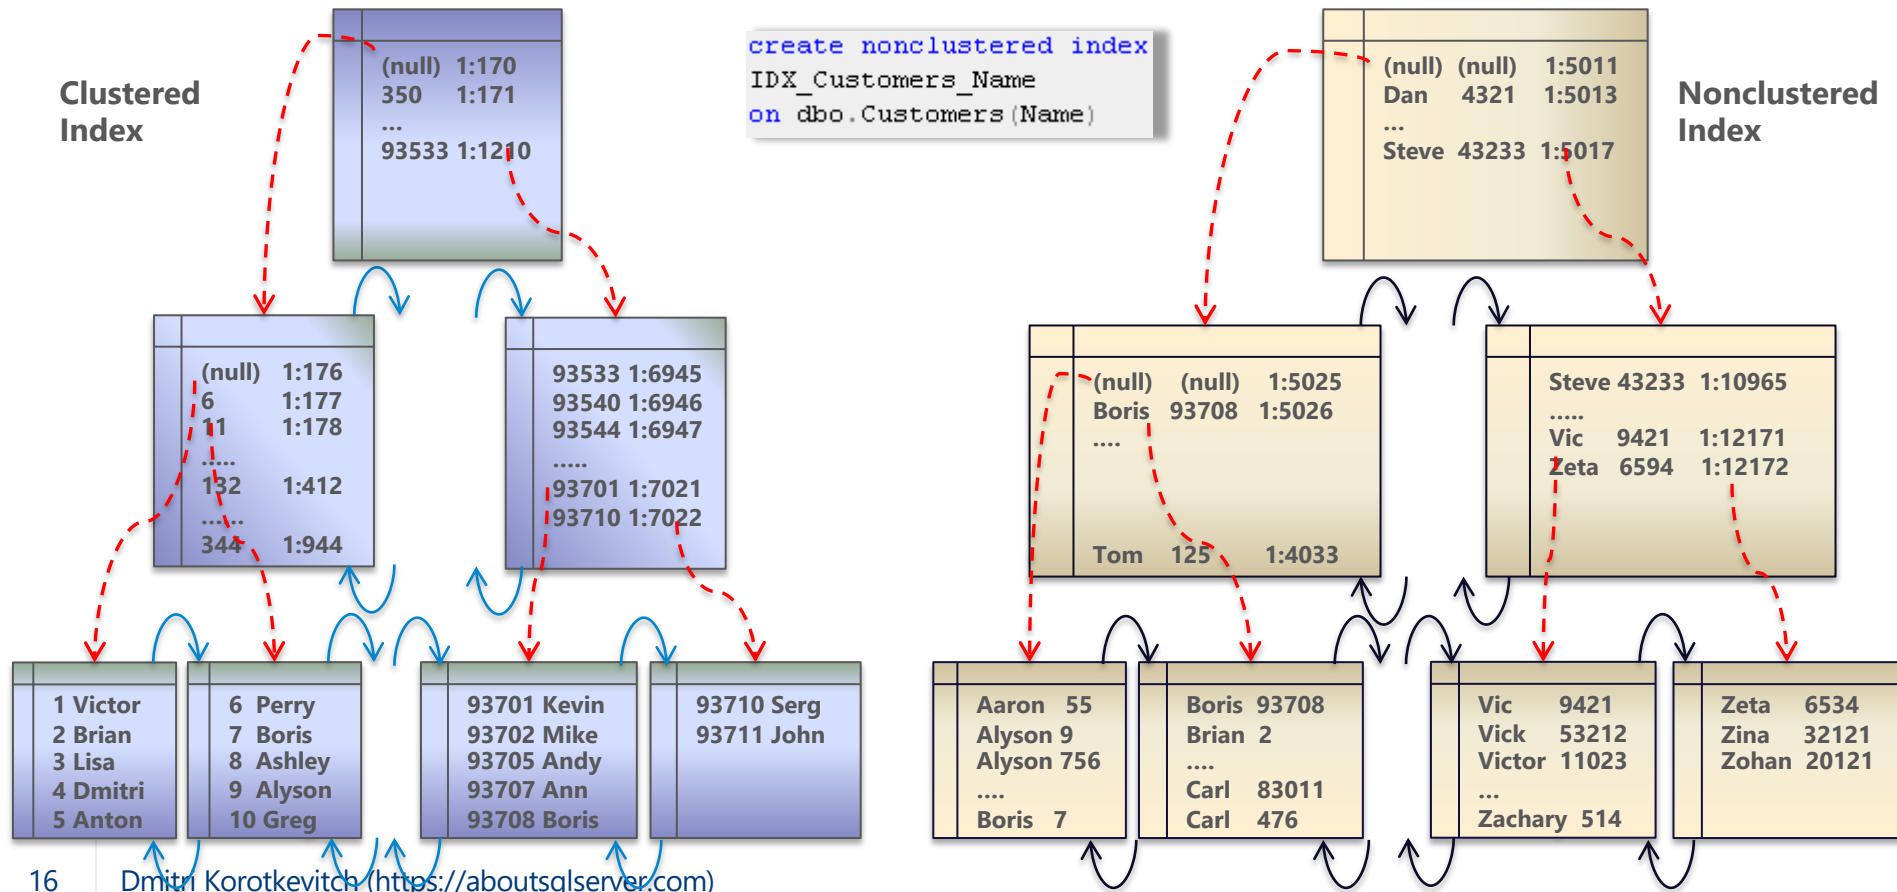 Clustered
Index
(null) 1:170
350 1:171
...
93533 1:1210
create nonclustered index
IDX_Customers_Name
on dbo.Customers(Name)
(null) (null) 1:5011
Dan 4321 1:5013
...
Steve 43233 1:5017
Nonclustered
Index
(null) 1:176
6 1:177
11 1:178
.....
132 1:412
......
344 1:944
93533 1:6945
93540 1:6946
93544 1:6947
.....
93701 1:7021
93710 1:7022
(null) (null) 1:5025
Boris 93708 1:5026
....
Tom 125 1:4033
Steve 43233 1:10965
.....
Vic 9421 1:12171
Zeta 6594 1:12172
1 Victor
2 Brian
3 Lisa
4 Dmitri
5 Anton
6 Perry
7 Boris
8 Ashley
9 Alyson
10 Greg
93701 Kevin
93702 Mike
93705 Andy
93707 Ann
93708 Boris
93710 Serg
93711 John
Aaron 55
Alyson 9
Alyson 756
....
Boris 7
Boris 93708
Brian 2
....
Carl 83011
Carl 476
Vic 9421
Vick 53212
Victor 11023
...
Zachary 514
Zeta 6534
Zina 32121
Zohan 20121
16 Dmitri Korotkevitch (https://aboutsqlserver.com)